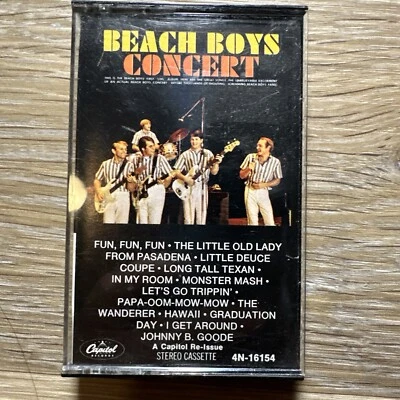 BEACH BOYS
CONCERT
FUN, FUN, FUN • THE LITTLE OLD LADY
FROM PASADENA • LITTLE DEUCE
COUPE • LONG TALL TEXAN •
IN MY ROOM • MONSTER MASH •
LET'S GO TRIPPIN' •
PAPA-OOM-MOW-MOW • THE
WANDERER • HAWAII • GRADUATION
DAY • I GET AROUND •
JOHNNY B. GOODE
A Capitol Re-Issue
Capitol
RECORDS
STEREO CASSETTE
4N-16154